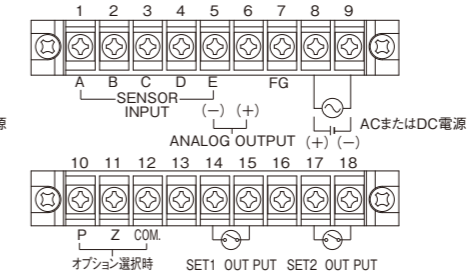 1 2 3 4 5 6 7 8 9
A B C D E FG
SENSOR
INPUT
(−) (+)
ANALOG OUTPUT
(+) (−)
ACまたはDC電源
源
10 11 12 13 14 15 16 17 18
P Z COM.
オプション選択時
SET1 OUT PUT SET2 OUT PUT